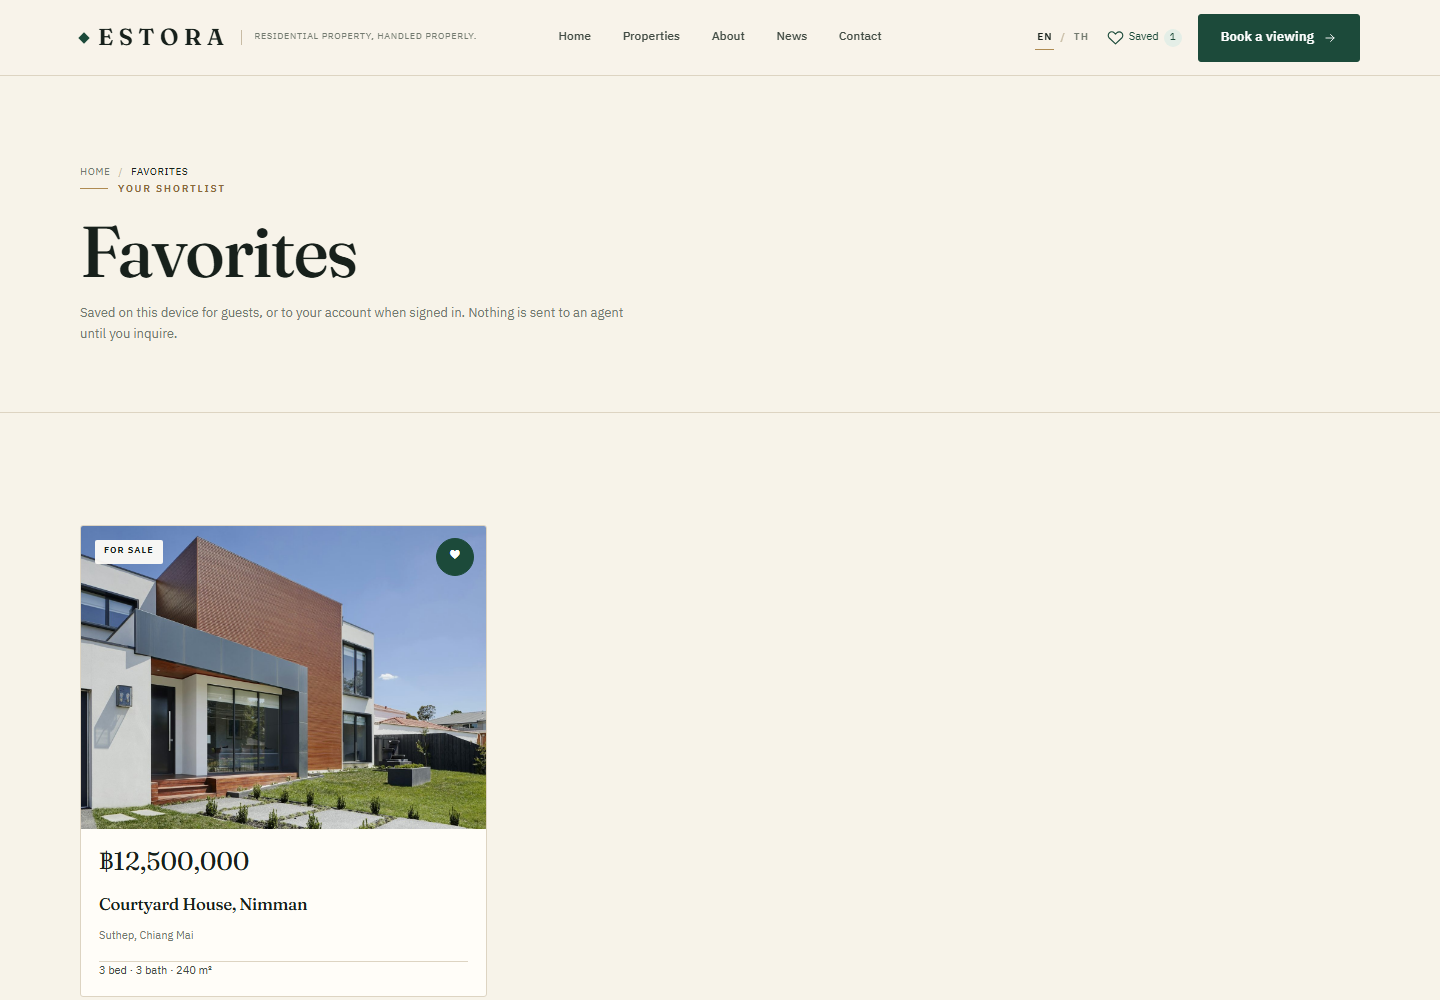 ESTORA
RESIDENTIAL PROPERTY, HANDLED PROPERLY.
Home
Properties
About
News
Contact
EN / TH
Saved 1
Book a viewing →
HOME / FAVORITES
YOUR SHORTLIST
Favorites
Saved on this device for guests, or to your account when signed in. Nothing is sent to an agent
until you inquire.
FOR SALE
฿12,500,000
Courtyard House, Nimman
Suthep, Chiang Mai
3 bed · 3 bath · 240 m²